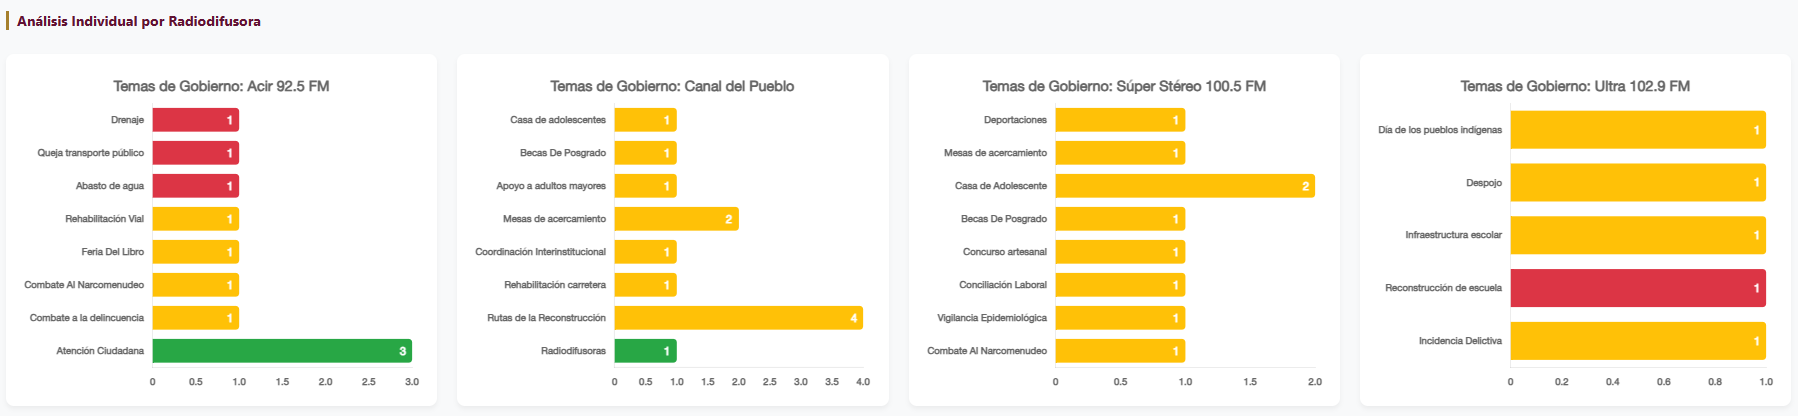 Análisis Individual por Radiodifusora
Temas de Gobierno: Acir 92.5 FM
Drenaje 1
Queja transporte público 1
Abasto de agua 1
Rehabilitación Vial 1
Feria Del Libro 1
Combate Al Narcomenudeo 1
Combate a la delincuencia 1
Atención Ciudadana 3
0 0.5 1.0 1.5 2.0 2.5 3.0
Temas de Gobierno: Canal del Pueblo
Casa de adolescentes 1
Becas De Posgrado 1
Apoyo a adultos mayores 1
Mesas de acercamiento 2
Coordinación Interinstitucional 1
Rehabilitación carretera 1
Rutas de la Reconstrucción 4
Radiodifusoras 1
0 0.5 1.0 1.5 2.0 2.5 3.0 3.5 4.0
Temas de Gobierno: Súper Stéreo 100.5 FM
Deportaciones 1
Mesas de acercamiento 1
Casa de Adolescente 2
Becas De Posgrado 1
Concurso artesanal 1
Conciliación Laboral 1
Vigilancia Epidemiológica 1
Combate Al Narcomenudeo 1
0 0.5 1.0 1.5 2.0
Temas de Gobierno: Ultra 102.9 FM
Día de los pueblos indígenas 1
Despojo 1
Infraestructura escolar 1
Reconstrucción de escuela 1
Incidencia Delictiva 1
0 0.2 0.4 0.6 0.8 1.0